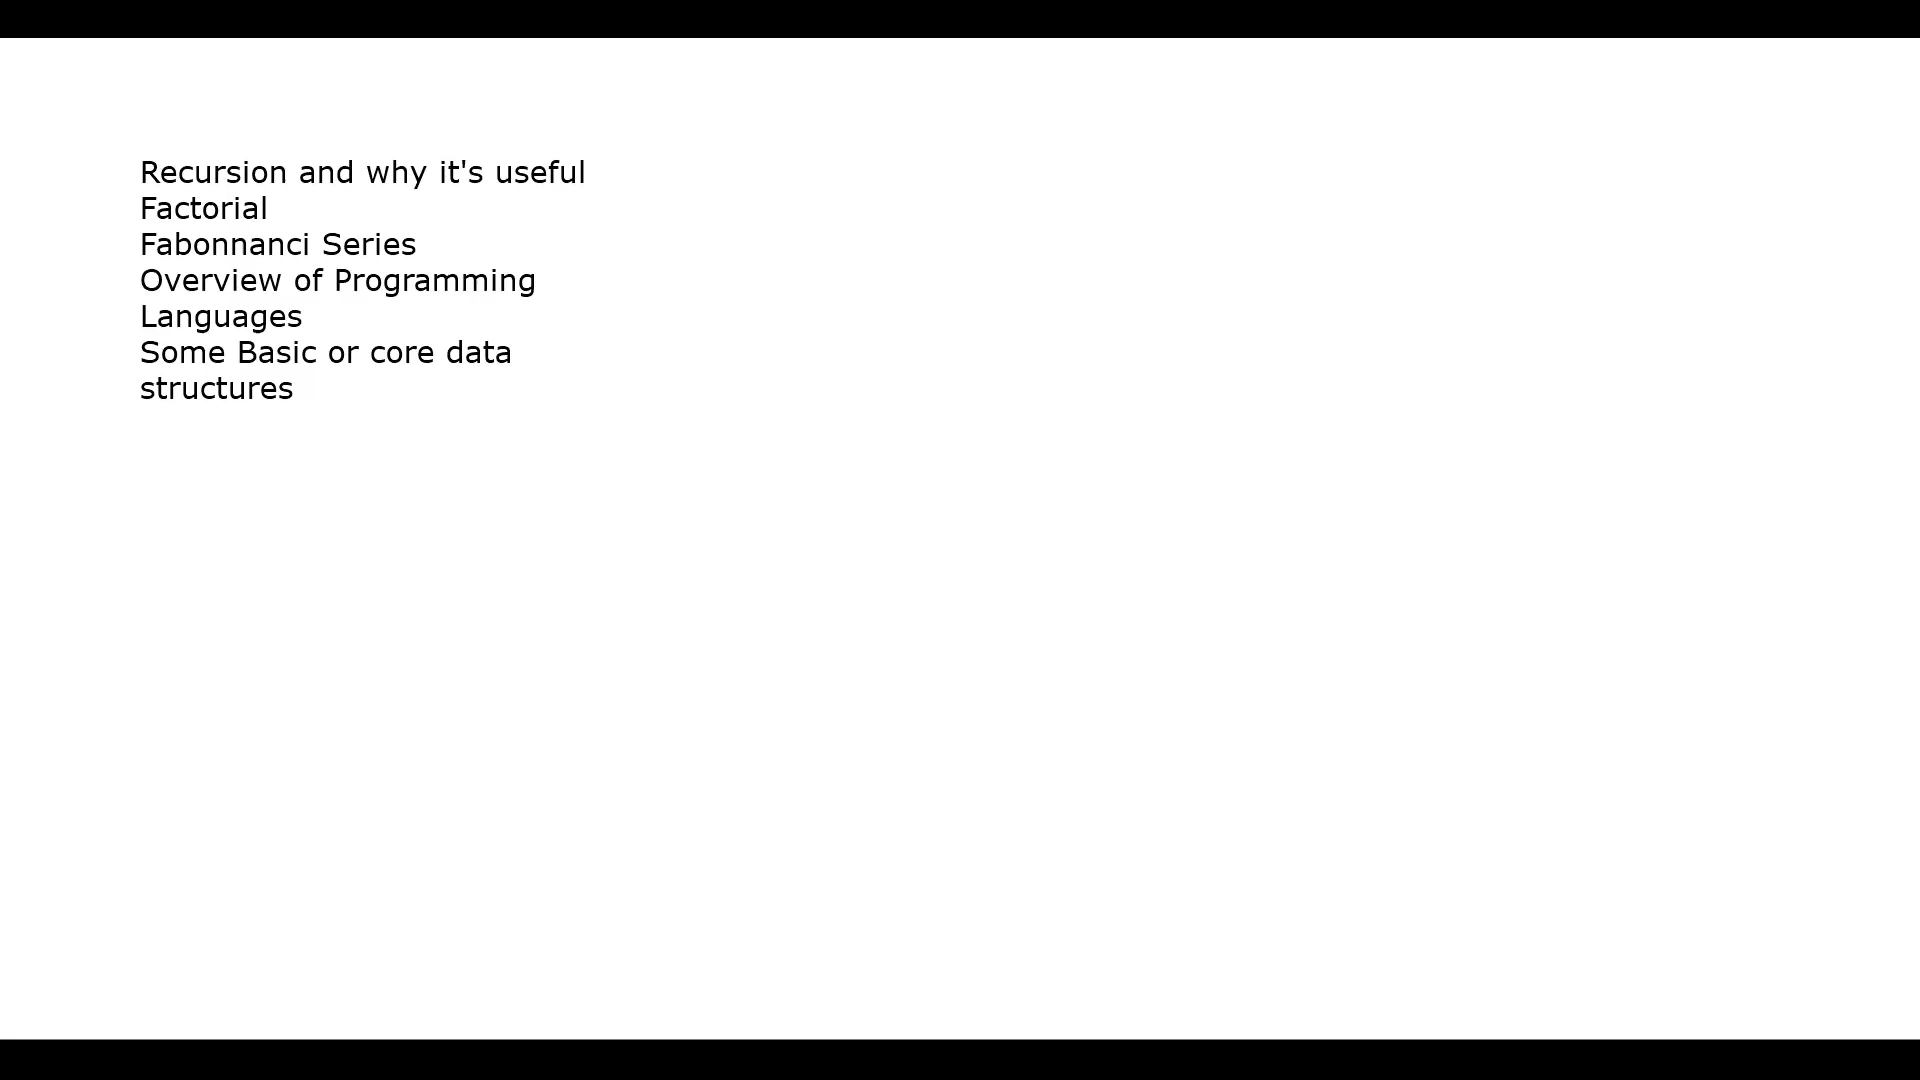 Recursion and why it's useful
Factorial
Fabonnanci Series
Overview of Programming
Languages
Some Basic or core data
structures